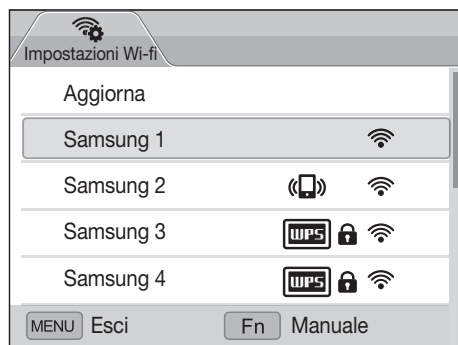 Impostazioni Wi-fi
Aggiorna
Samsung 1
Samsung 2
Samsung 3 WPS
Samsung 4 WPS
MENU Esci Fn Manuale